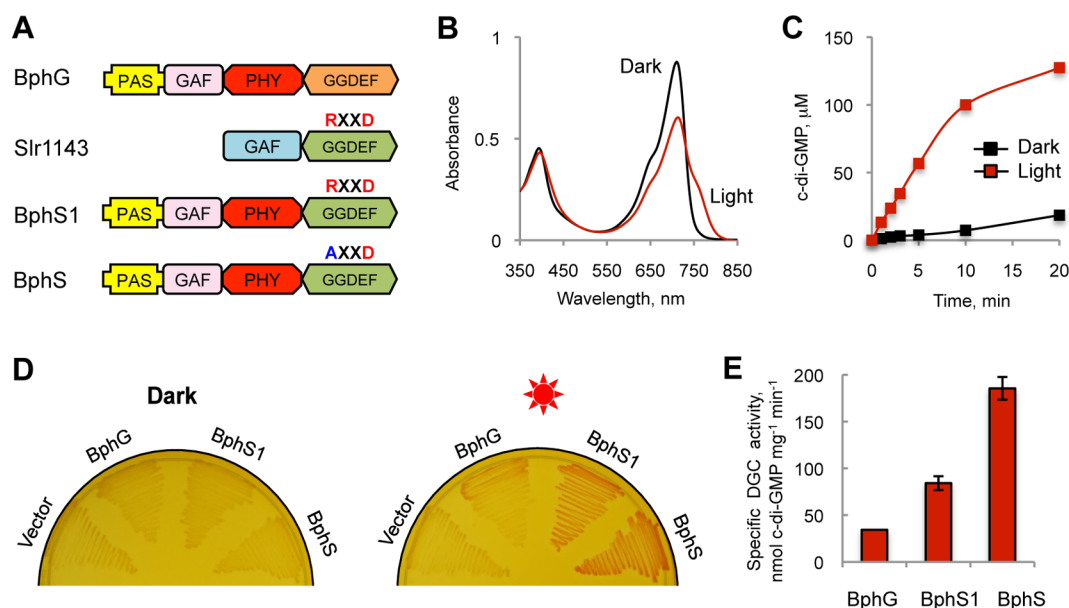 A
BphG
PAS GAF PHY GGDEF
RXXD
Slr1143
GAF GGDEF
RXXD
BphS1
PAS GAF PHY GGDEF
AXXD
BphS
PAS GAF PHY GGDEF
B
Absorbance
1
0.5
0
350 450 550 650 750 850
Wavelength, nm
Dark
Light
C
c-di-GMP, µM
150
100
50
0
0 5 10 15 20
Time, min
Dark
Light
D
Dark
Vector
BphG
BphS1
BphS
Vector
BphG
BphS1
BphS
E
Specific DGC activity,
nmol c-di-GMP mg-1 min-1
200
150
100
50
0
BphG BphS1 BphS